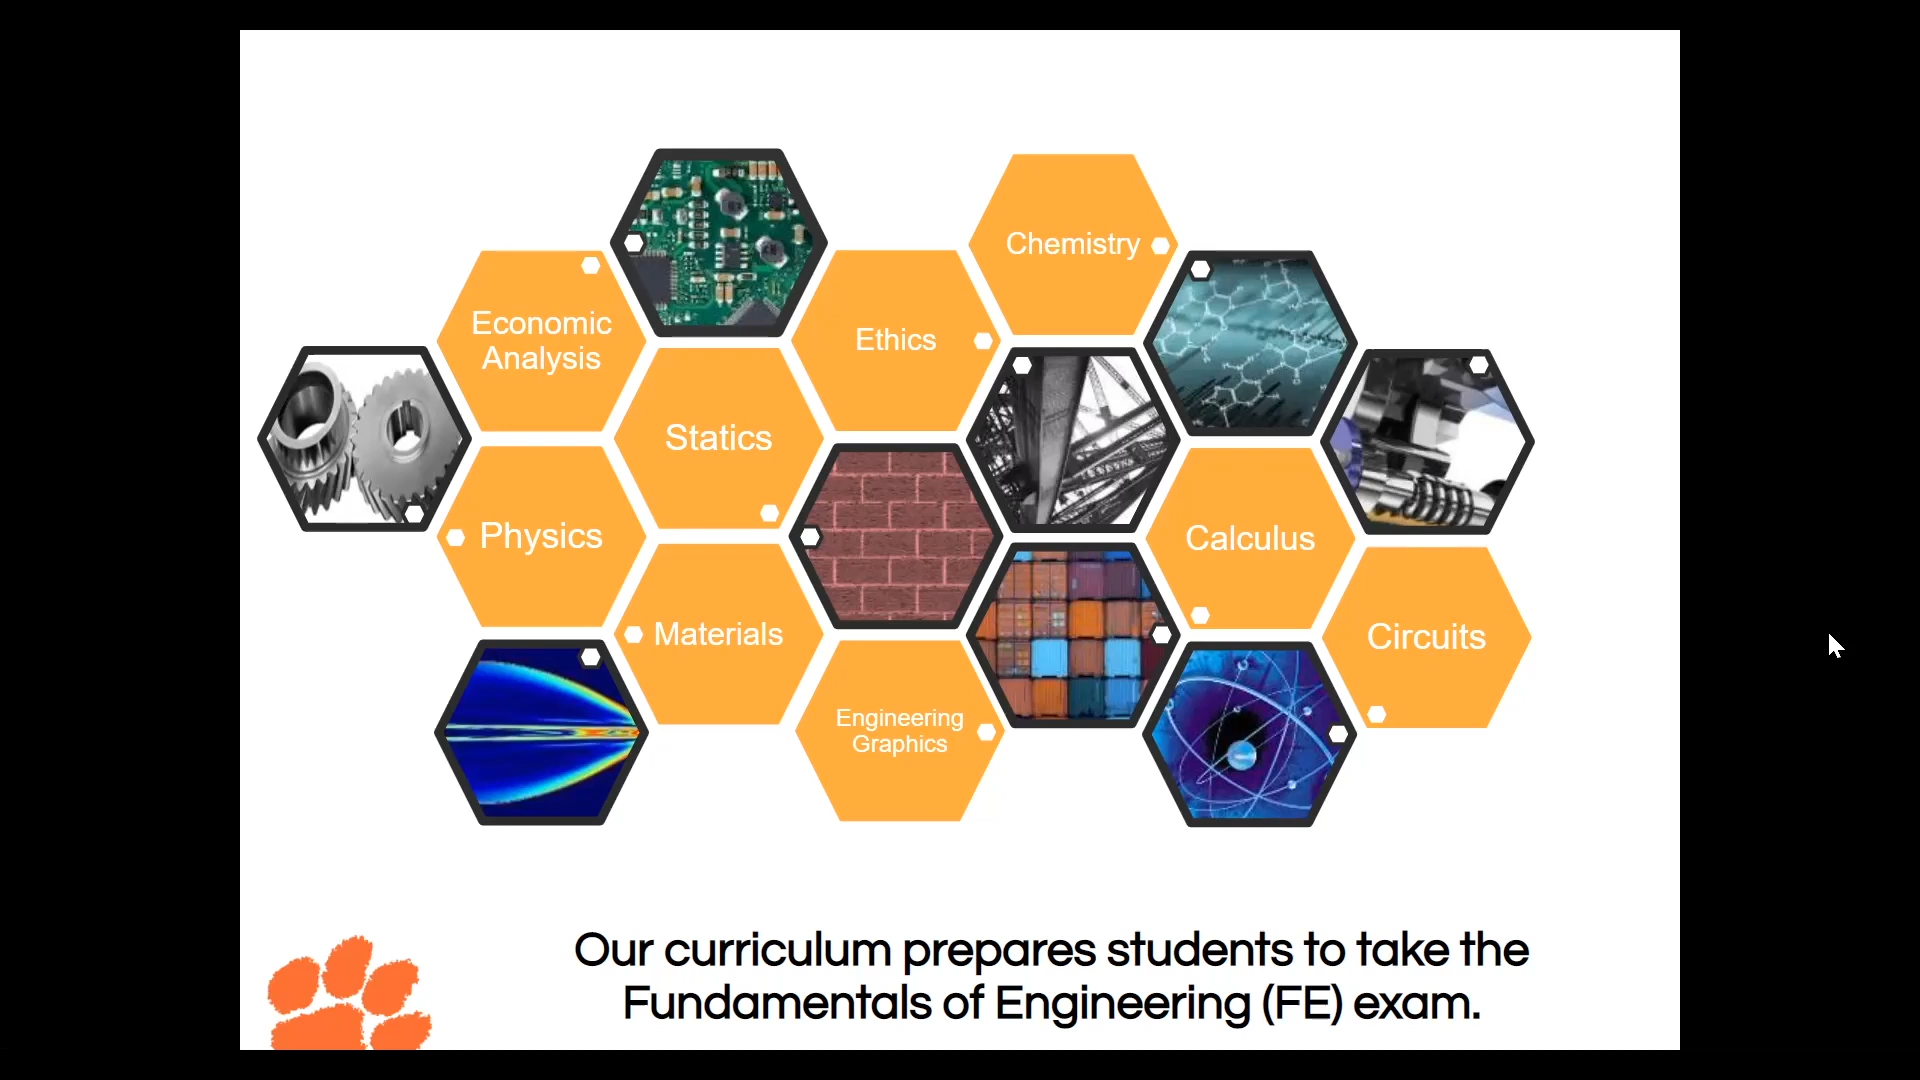 Chemistry
Economic
Analysis
Ethics
Statics
Physics
Calculus
Materials
Circuits
Engineering
Graphics
Our curriculum prepares students to take the
Fundamentals of Engineering (FE) exam.